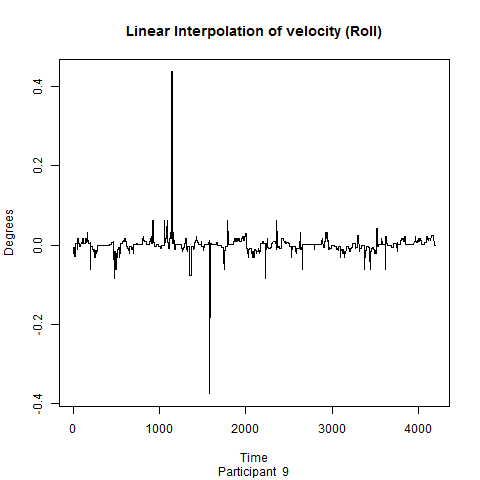 Linear Interpolation of velocity (Roll)
Degrees
0.4
0.2
0.0
-0.2
-0.4
0 1000 2000 3000 4000
Time
Participant 9